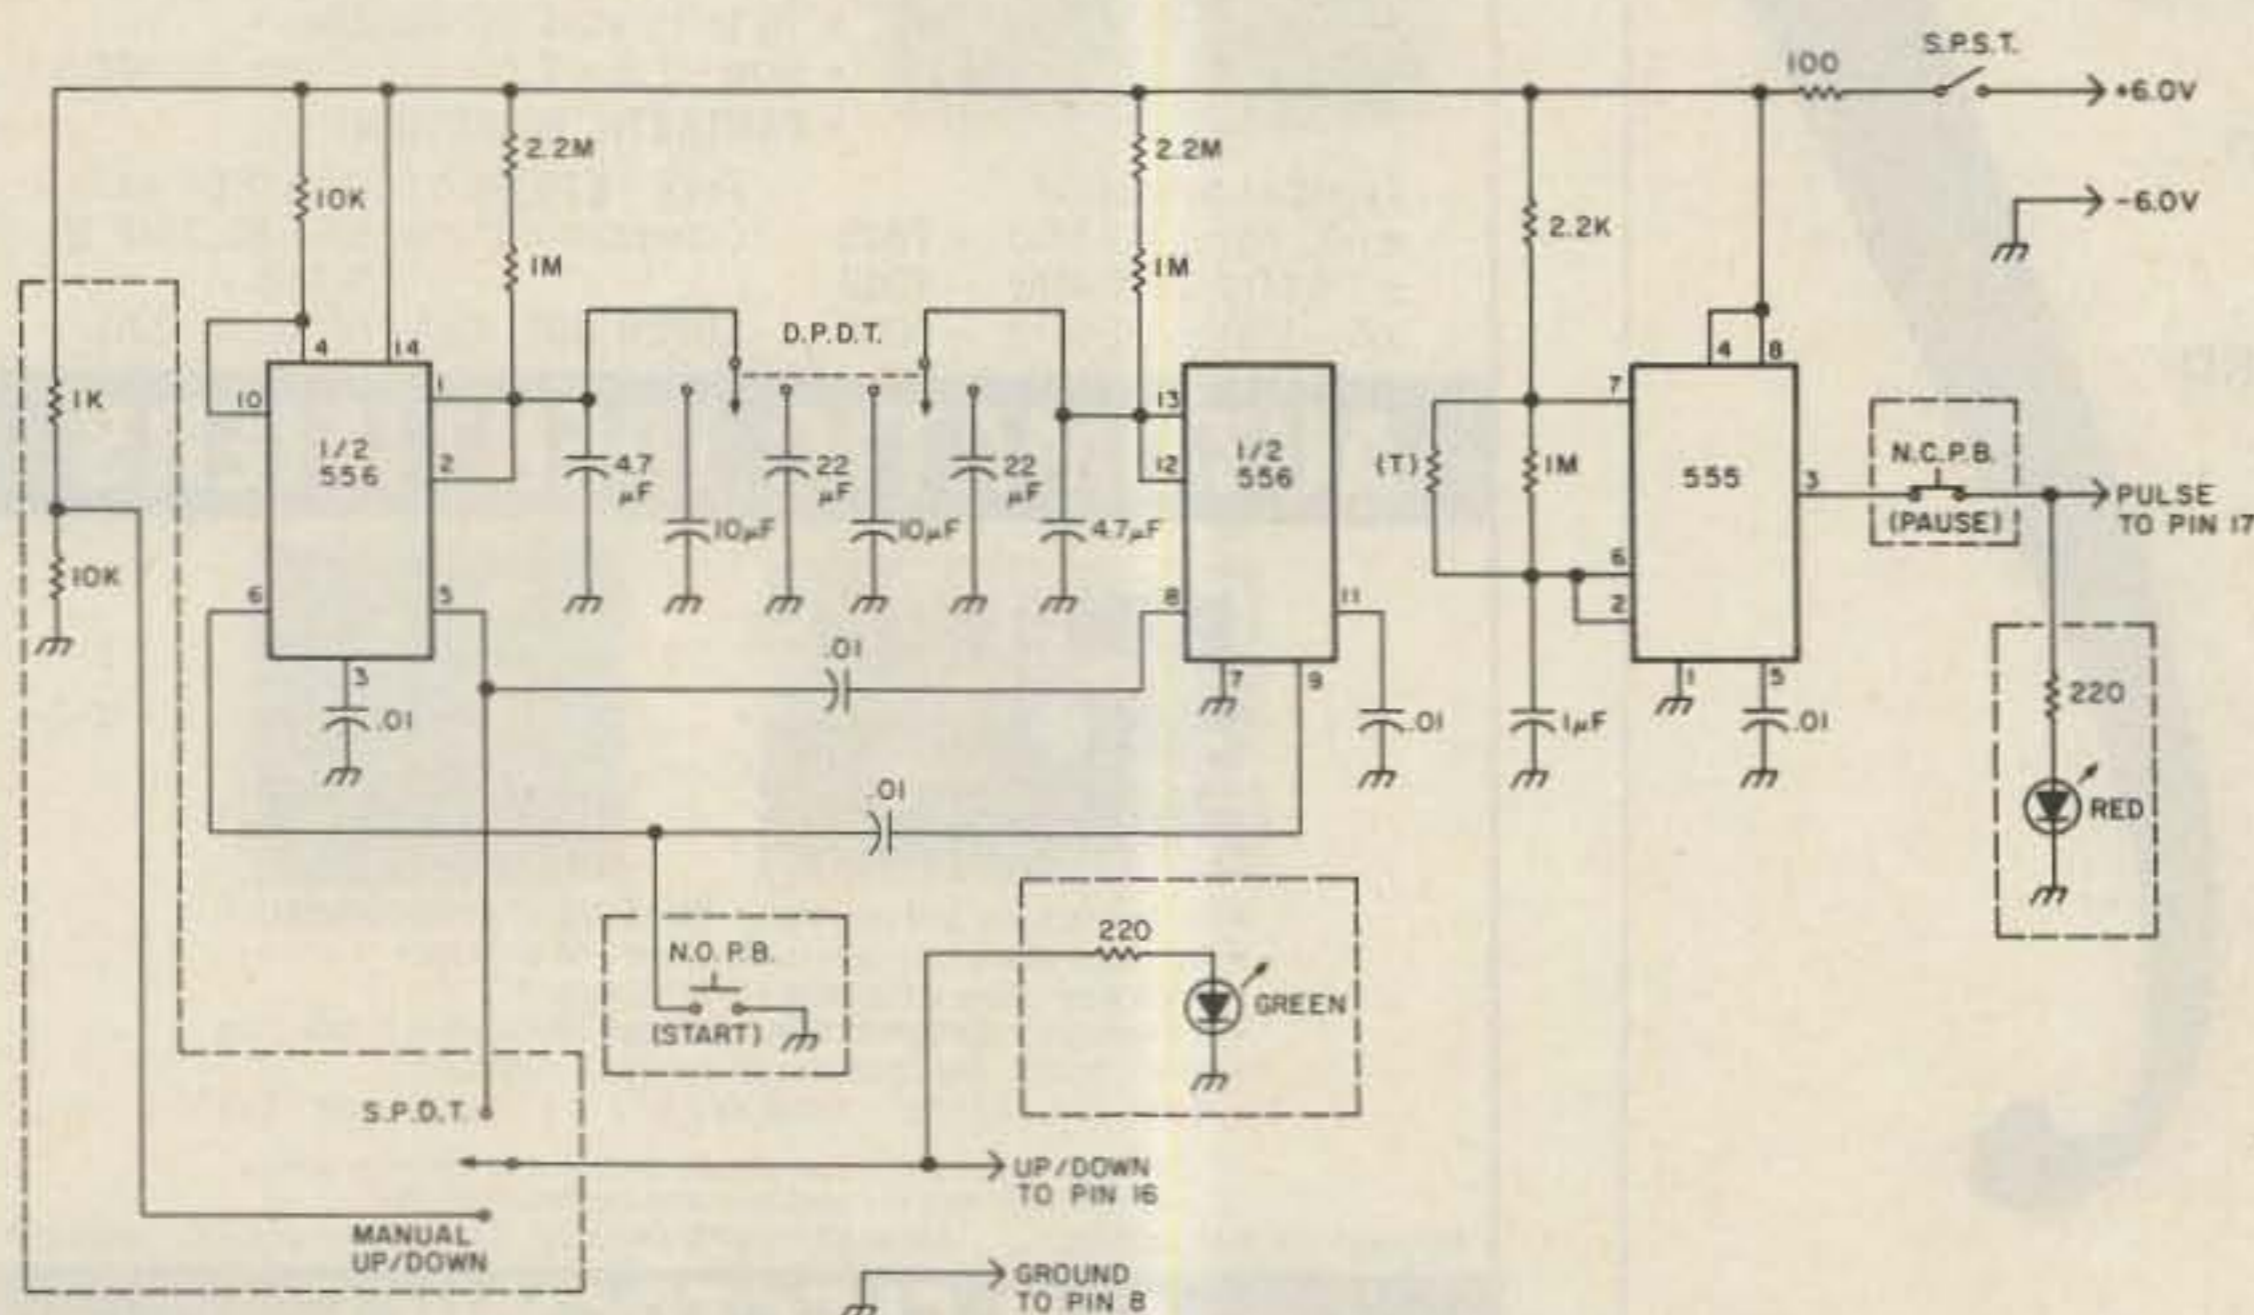 S.P.S.T.
100
+6.0V
2.2M
2.2M
10K
-6.0V
2.2K
1M
1M
D.P.D.T.
4
14
4
8
1
7
1K
10
13
1/2
556
1/2
556
N.C.P.B.
2
4.7
µF
22
µF
22
µF
12
(T)
1M
555
3
PULSE
TO PIN 17
10µF
10µF
4.7µF
(PAUSE)
10K
6
6
5
8
11
2
.01
3
7
9
1
5
220
.01
.01
1µF
.01
.01
RED
220
N.O.P.B.
GREEN
(START)
S.P.D.T.
UP/DOWN
TO PIN 16
MANUAL
UP/DOWN
GROUND
TO PIN 8